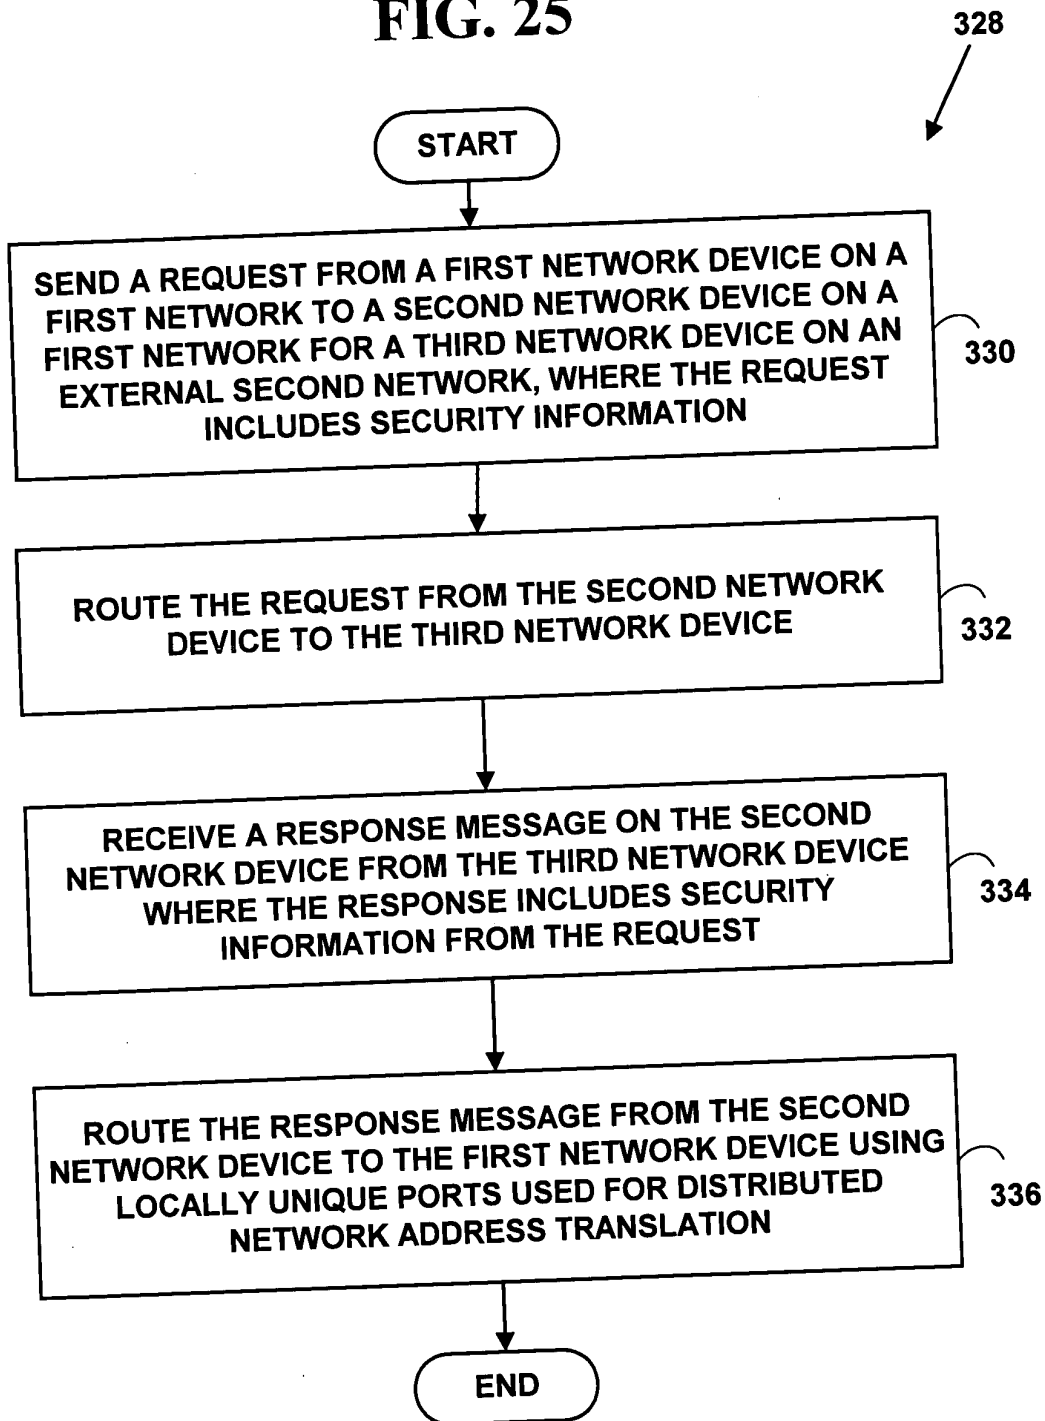 FIG. 25
328
START
SEND A REQUEST FROM A FIRST NETWORK DEVICE ON A
FIRST NETWORK TO A SECOND NETWORK DEVICE ON A
FIRST NETWORK FOR A THIRD NETWORK DEVICE ON AN
EXTERNAL SECOND NETWORK, WHERE THE REQUEST
INCLUDES SECURITY INFORMATION
330
ROUTE THE REQUEST FROM THE SECOND NETWORK
DEVICE TO THE THIRD NETWORK DEVICE
332
RECEIVE A RESPONSE MESSAGE ON THE SECOND
NETWORK DEVICE FROM THE THIRD NETWORK DEVICE
WHERE THE RESPONSE INCLUDES SECURITY
INFORMATION FROM THE REQUEST
334
ROUTE THE RESPONSE MESSAGE FROM THE SECOND
NETWORK DEVICE TO THE FIRST NETWORK DEVICE USING
LOCALLY UNIQUE PORTS USED FOR DISTRIBUTED
NETWORK ADDRESS TRANSLATION
336
END